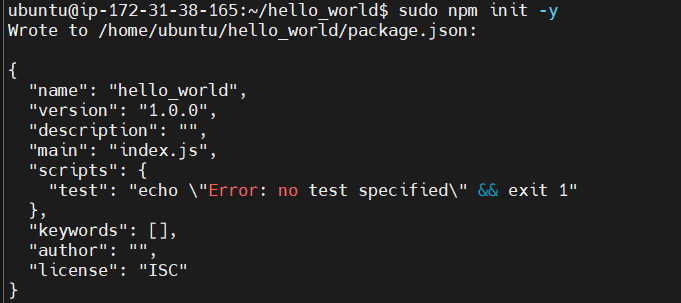 ubuntu@ip-172-31-38-165:~/hello_world$ sudo npm init -y
Wrote to /home/ubuntu/hello_world/package.json:

{
  "name": "hello_world",
  "version": "1.0.0",
  "description": "",
  "main": "index.js",
  "scripts": {
    "test": "echo \"Error: no test specified\" && exit 1"
  },
  "keywords": [],
  "author": "",
  "license": "ISC"
}